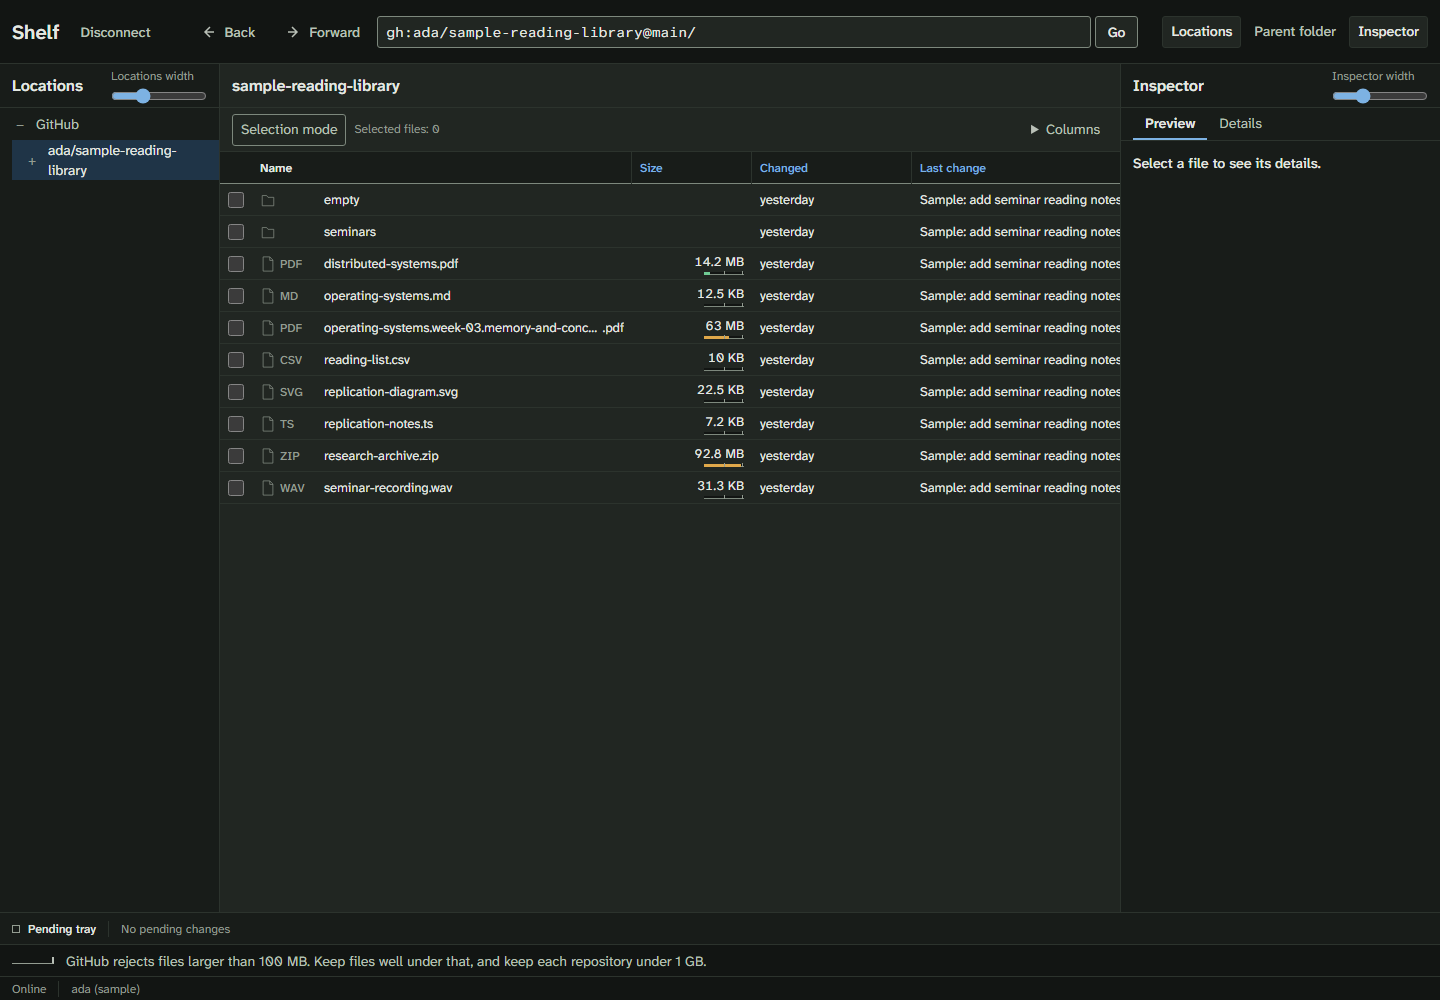 Shelf
Disconnect
Back
Forward
gh:ada/sample-reading-library@main/
Go
Locations
Parent folder
Inspector
Locations
Locations width
sample-reading-library
Inspector
Inspector width
– GitHub
+ ada/sample-reading-
library
Selection mode
Selected files: 0
Columns
Preview
Details
Select a file to see its details.
Name Size Changed Last change
empty yesterday Sample: add seminar reading notes
seminars yesterday Sample: add seminar reading notes
PDF distributed-systems.pdf 14.2 MB yesterday Sample: add seminar reading notes
MD operating-systems.md 12.5 KB yesterday Sample: add seminar reading notes
PDF operating-systems.week-03.memory-and-conc... .pdf 63 MB yesterday Sample: add seminar reading notes
CSV reading-list.csv 10 KB yesterday Sample: add seminar reading notes
SVG replication-diagram.svg 22.5 KB yesterday Sample: add seminar reading notes
TS replication-notes.ts 7.2 KB yesterday Sample: add seminar reading notes
ZIP research-archive.zip 92.8 MB yesterday Sample: add seminar reading notes
WAV seminar-recording.wav 31.3 KB yesterday Sample: add seminar reading notes
Pending tray
No pending changes
GitHub rejects files larger than 100 MB. Keep files well under that, and keep each repository under 1 GB.
Online
ada (sample)